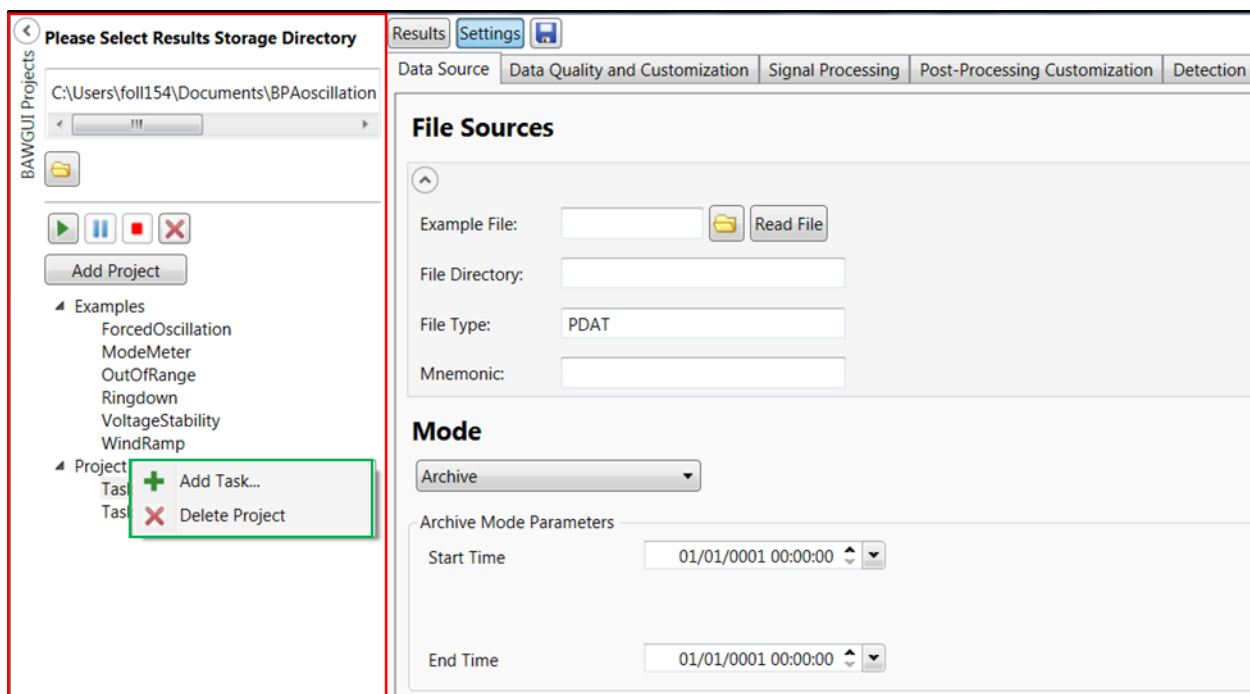 BAWGUI Projects
Please Select Results Storage Directory
C:\Users\foll154\Documents\BPAoscillation
Add Project
Examples
ForcedOscillation
ModeMeter
OutOfRange
Ringdown
VoltageStability
WindRamp
Project
Task
Task
Add Task...
Delete Project
Results Settings
Data Source Data Quality and Customization Signal Processing Post-Processing Customization Detection
File Sources
Example File: Read File
File Directory:
File Type: PDAT
Mnemonic:
Mode
Archive
Archive Mode Parameters
Start Time 01/01/0001 00:00:00
End Time 01/01/0001 00:00:00